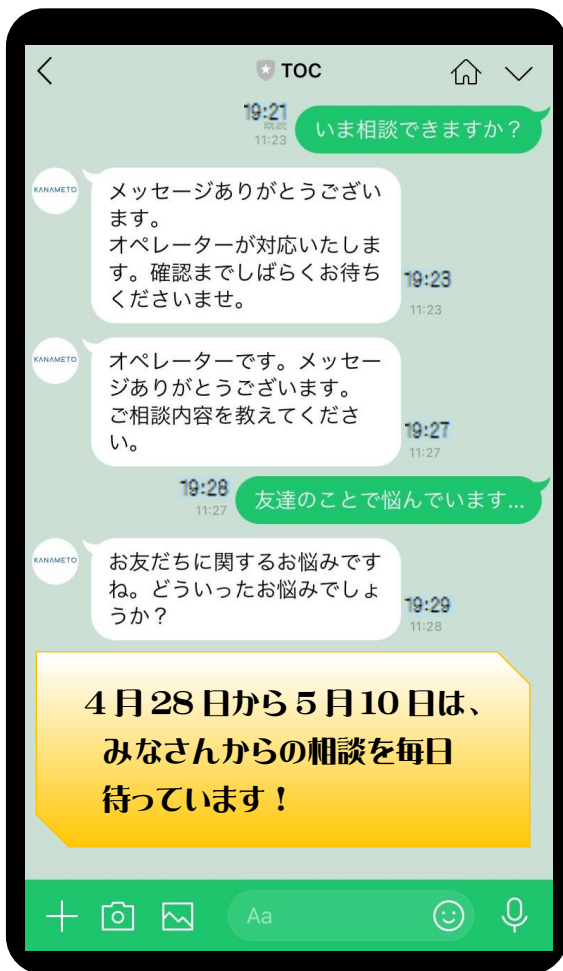 TOC
19:21
既読
11:23
いま相談できますか？
KANAMETO
メッセージありがとうござい
ます。
オペレーターが対応いたしま
す。確認までしばらくお待ち
くださいませ。
19:23
11:23
KANAMETO
オペレーターです。メッセー
ジありがとうございます。
ご相談内容を教えてくださ
い。
19:27
11:27
19:28
11:27
友達のことで悩んでいます...
KANAMETO
お友だちに関するお悩みです
ね。どういったお悩みでしょ
うか？
19:29
11:28
４月28日から５月10日は、
みなさんからの相談を毎日
待っています！
Aa